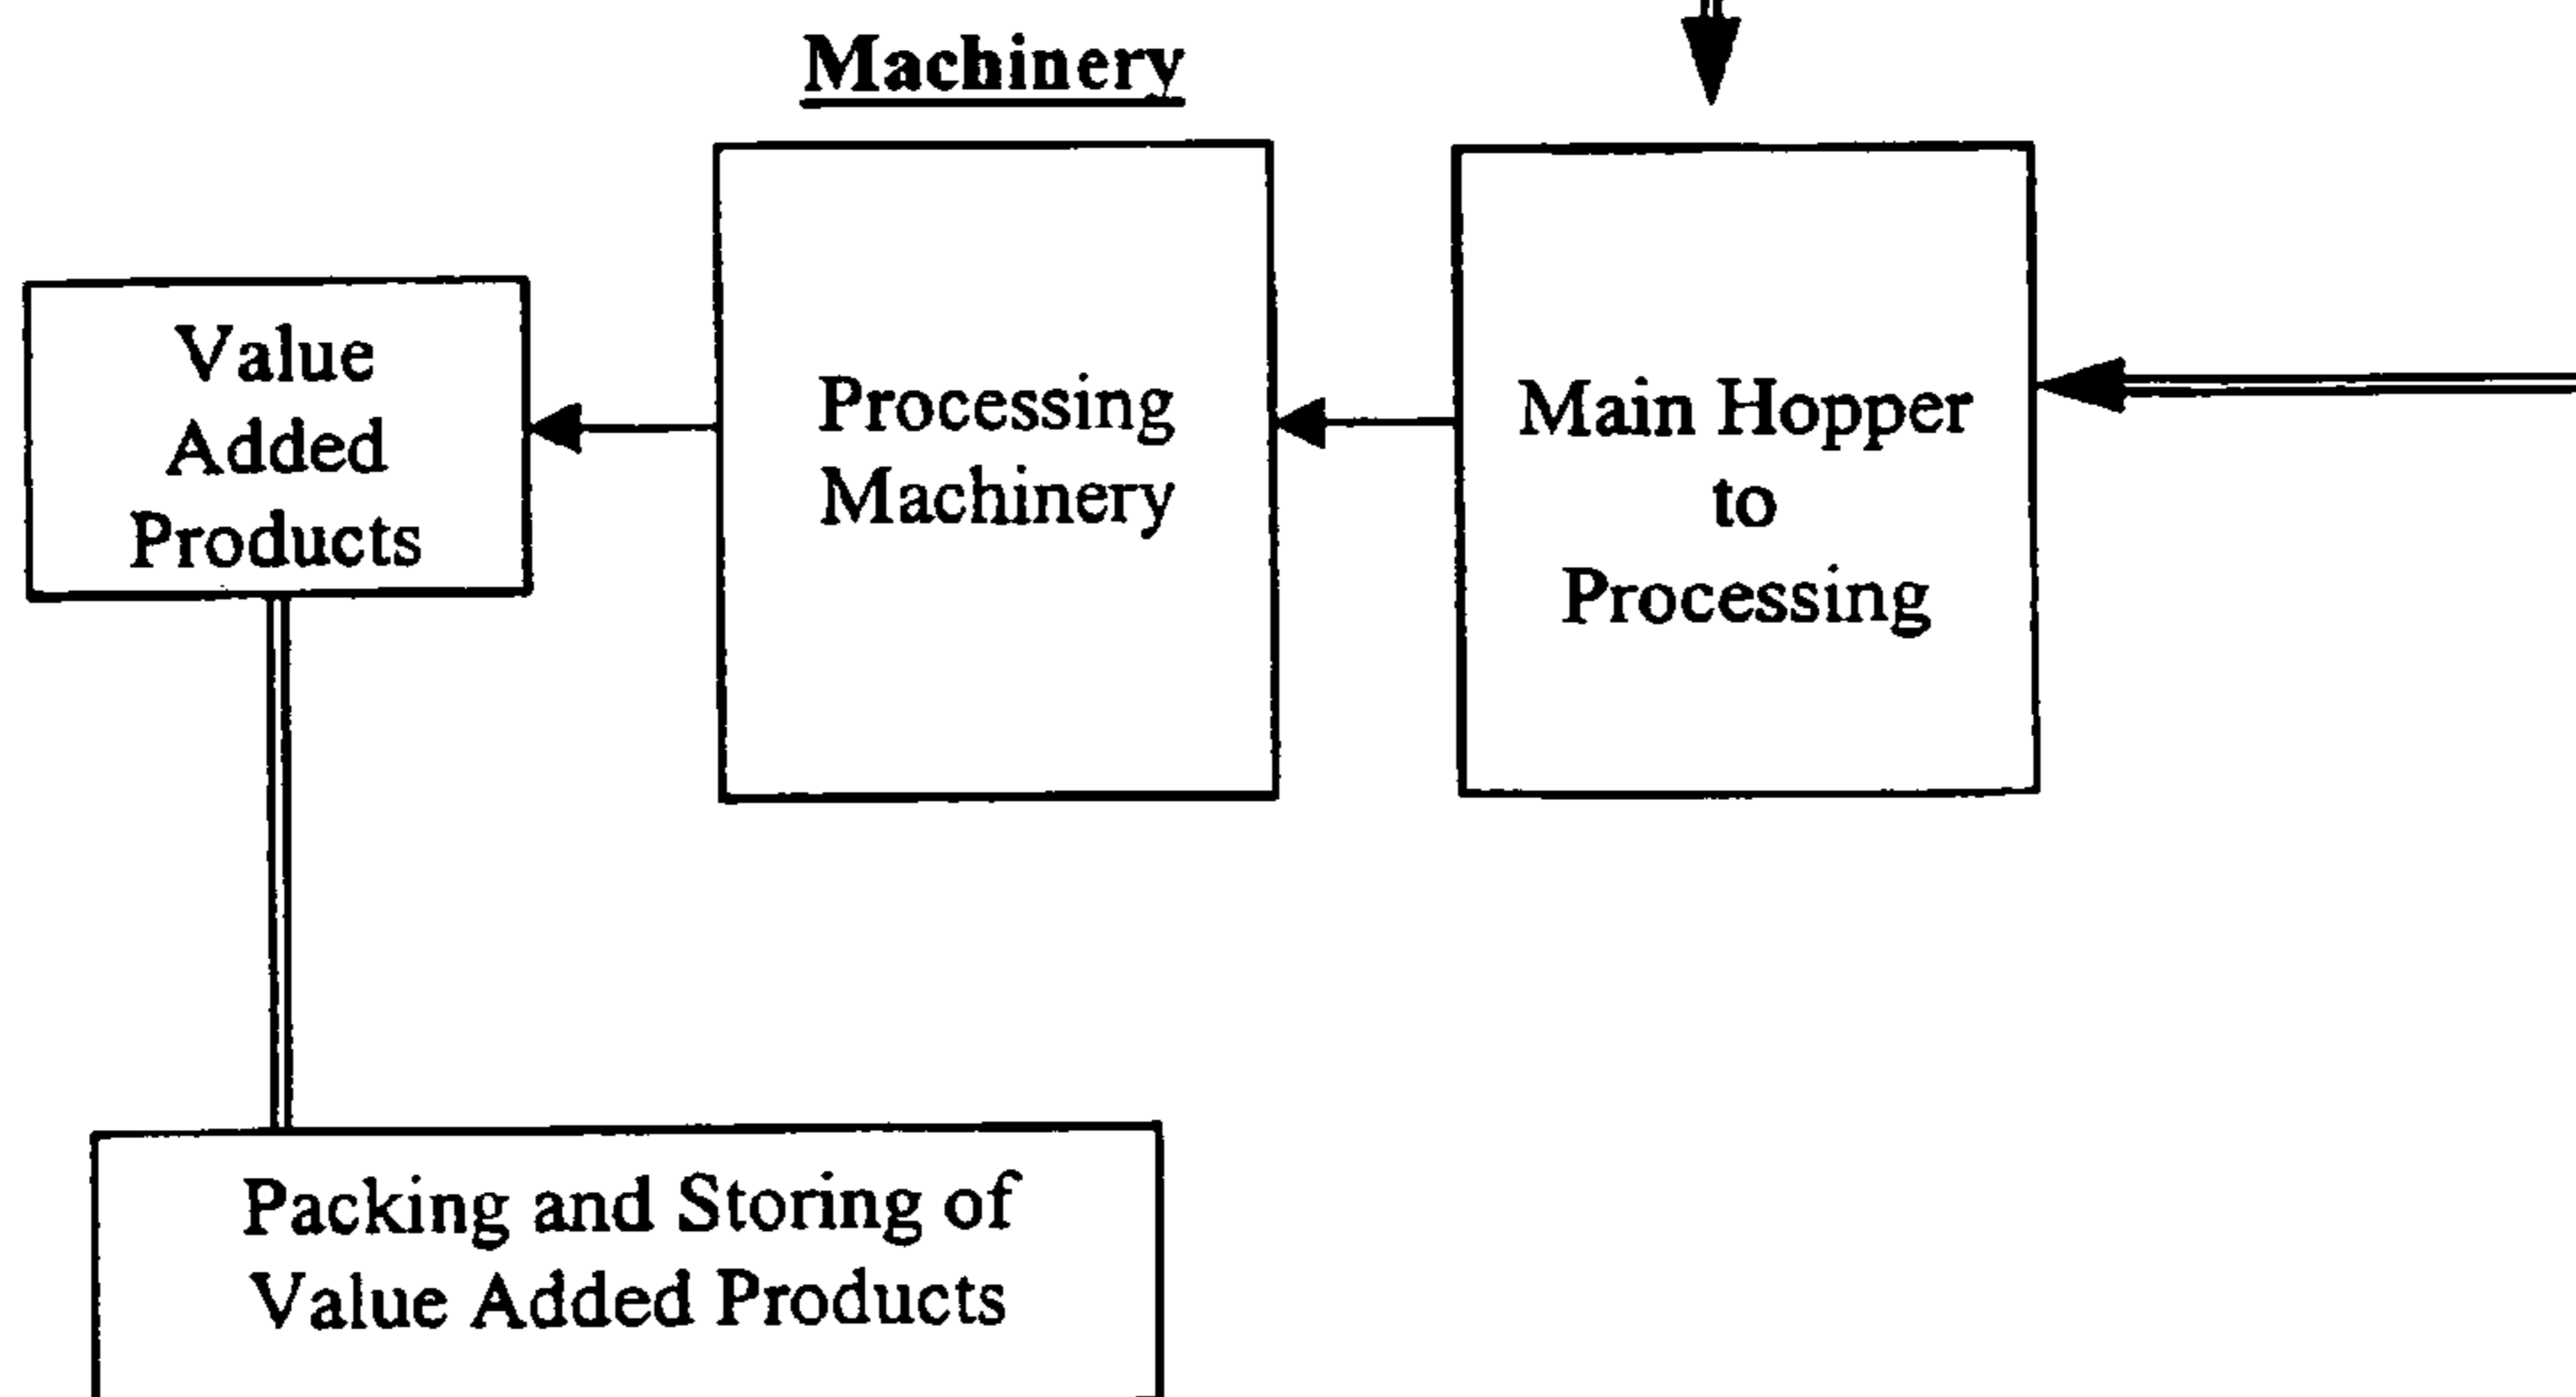 Machinery
Value
Added
Products
Processing
Machinery
Main Hopper
to
Processing
Packing and Storing of
Value Added Products